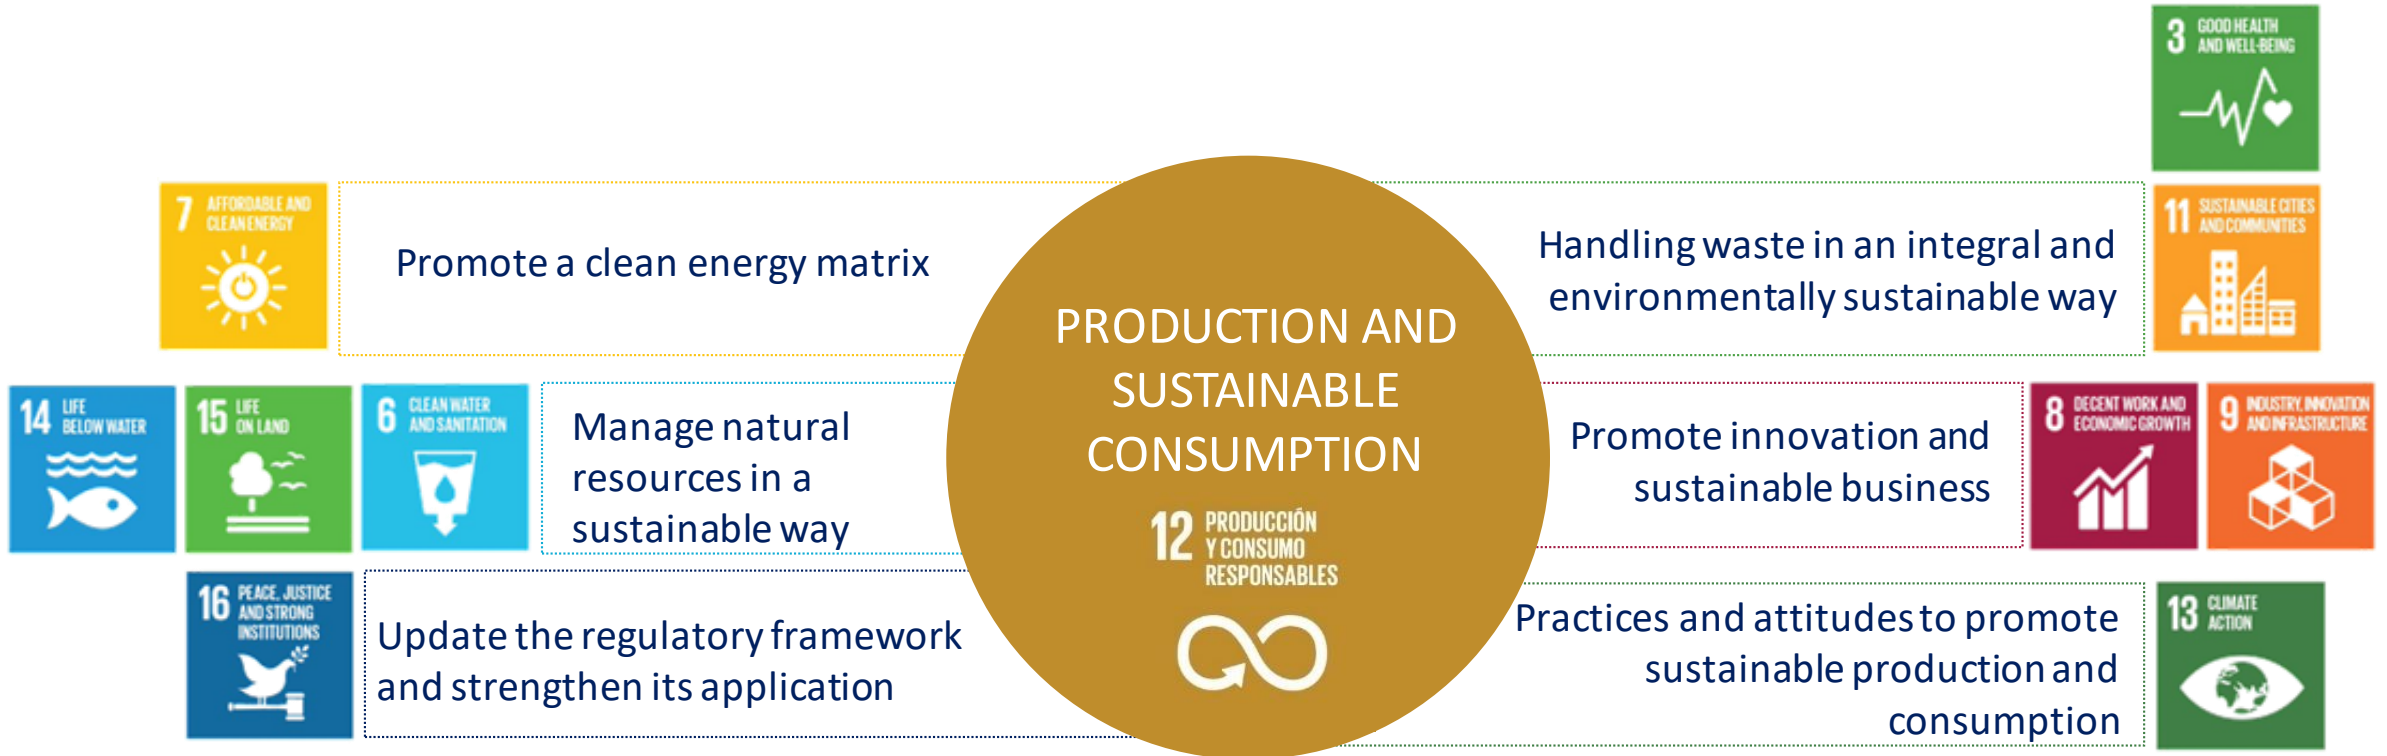 3 GOOD HEALTH
AND WELL-BEING
7 AFFORDABLE AND
CLEAN ENERGY
Promote a clean energy matrix
Handling waste in an integral and
environmentally sustainable way
11 SUSTAINABLE CITIES
AND COMMUNITIES
14 LIFE
BELOW WATER
15 LIFE
ON LAND
6 CLEAN WATER
AND SANITATION
Manage natural
resources in a
sustainable way
PRODUCTION AND
SUSTAINABLE
CONSUMPTION
12 PRODUCCIÓN
Y CONSUMO
RESPONSABLES
Promote innovation and
sustainable business
8 DECENT WORK AND
ECONOMIC GROWTH
9 INDUSTRY, INNOVATION
AND INFRASTRUCTURE
16 PEACE, JUSTICE
AND STRONG
INSTITUTIONS
Update the regulatory framework
and strengthen its application
Practices and attitudes to promote
sustainable production and
consumption
13 CLIMATE
ACTION